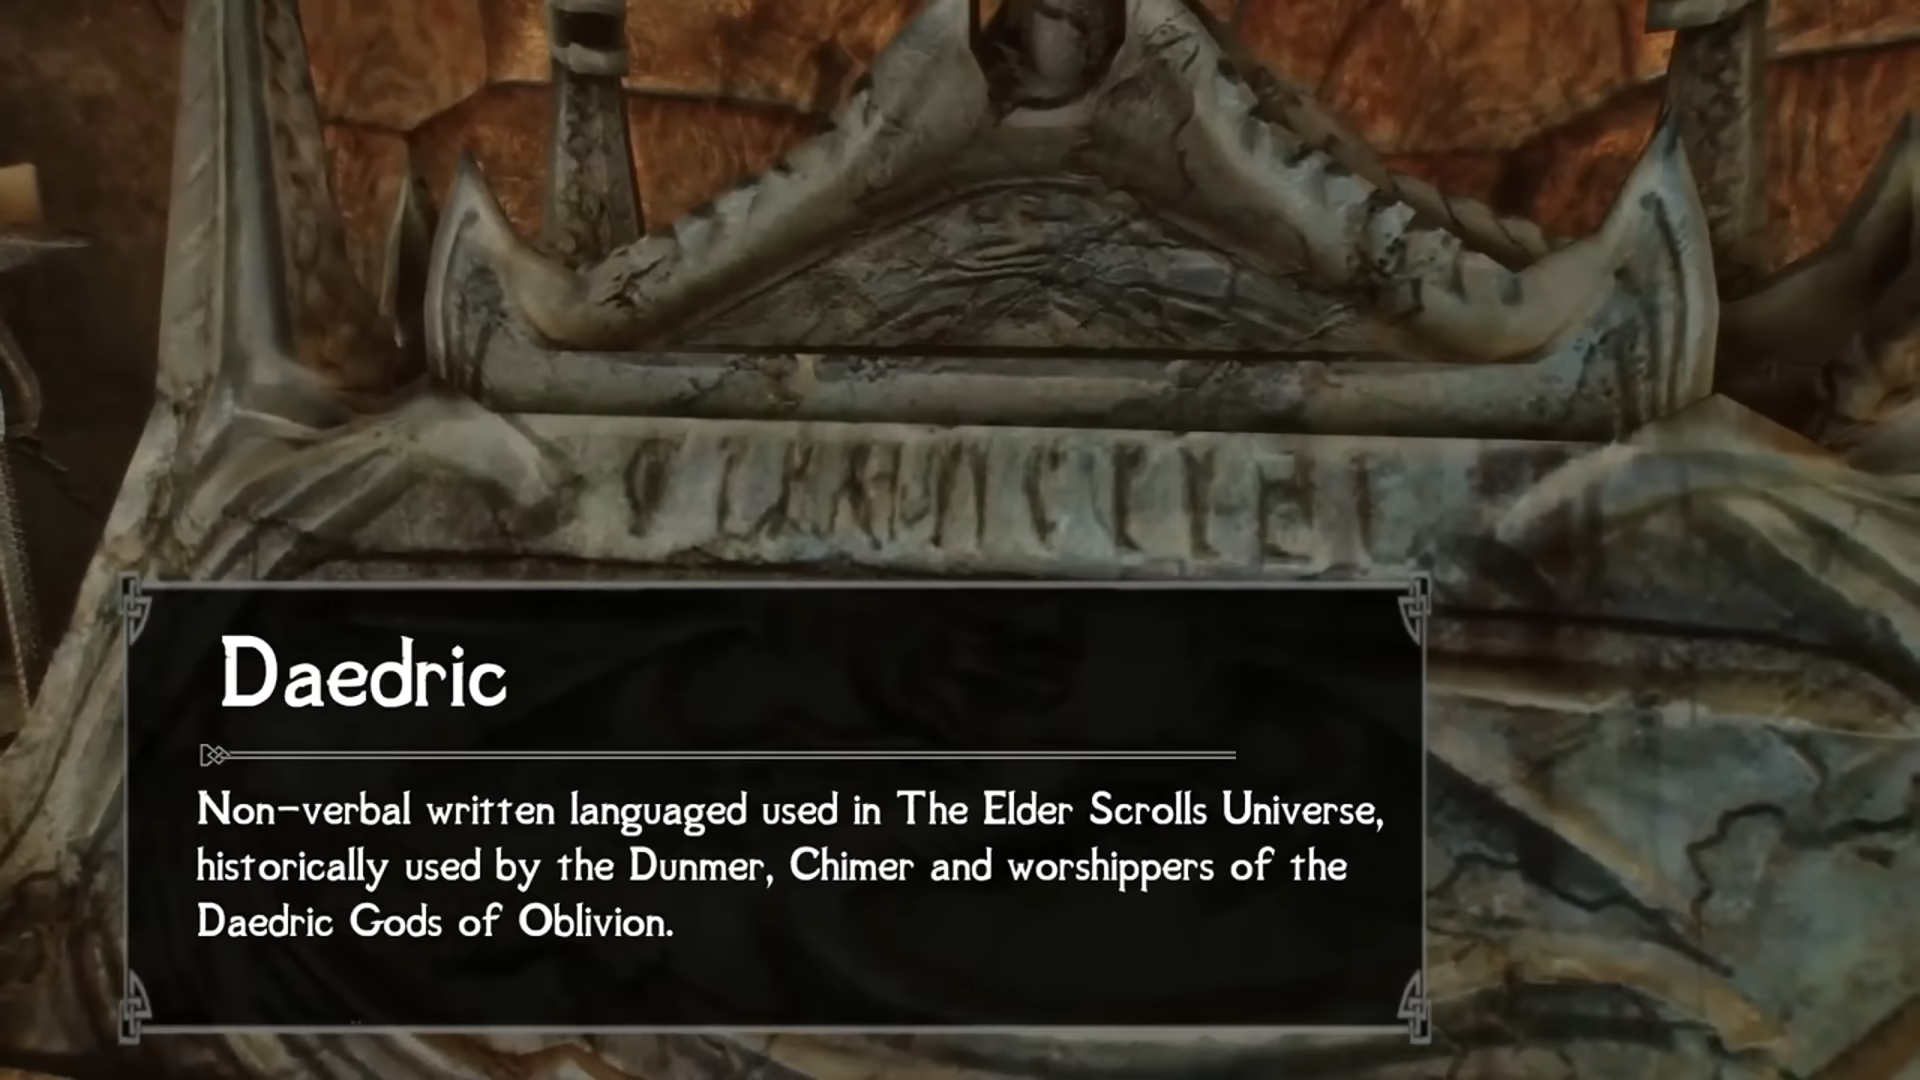 Daedric
Non-verbal written languaged used in The Elder Scrolls Universe,
historically used by the Dunmer, Chimer and worshippers of the
Daedric Gods of Oblivion.